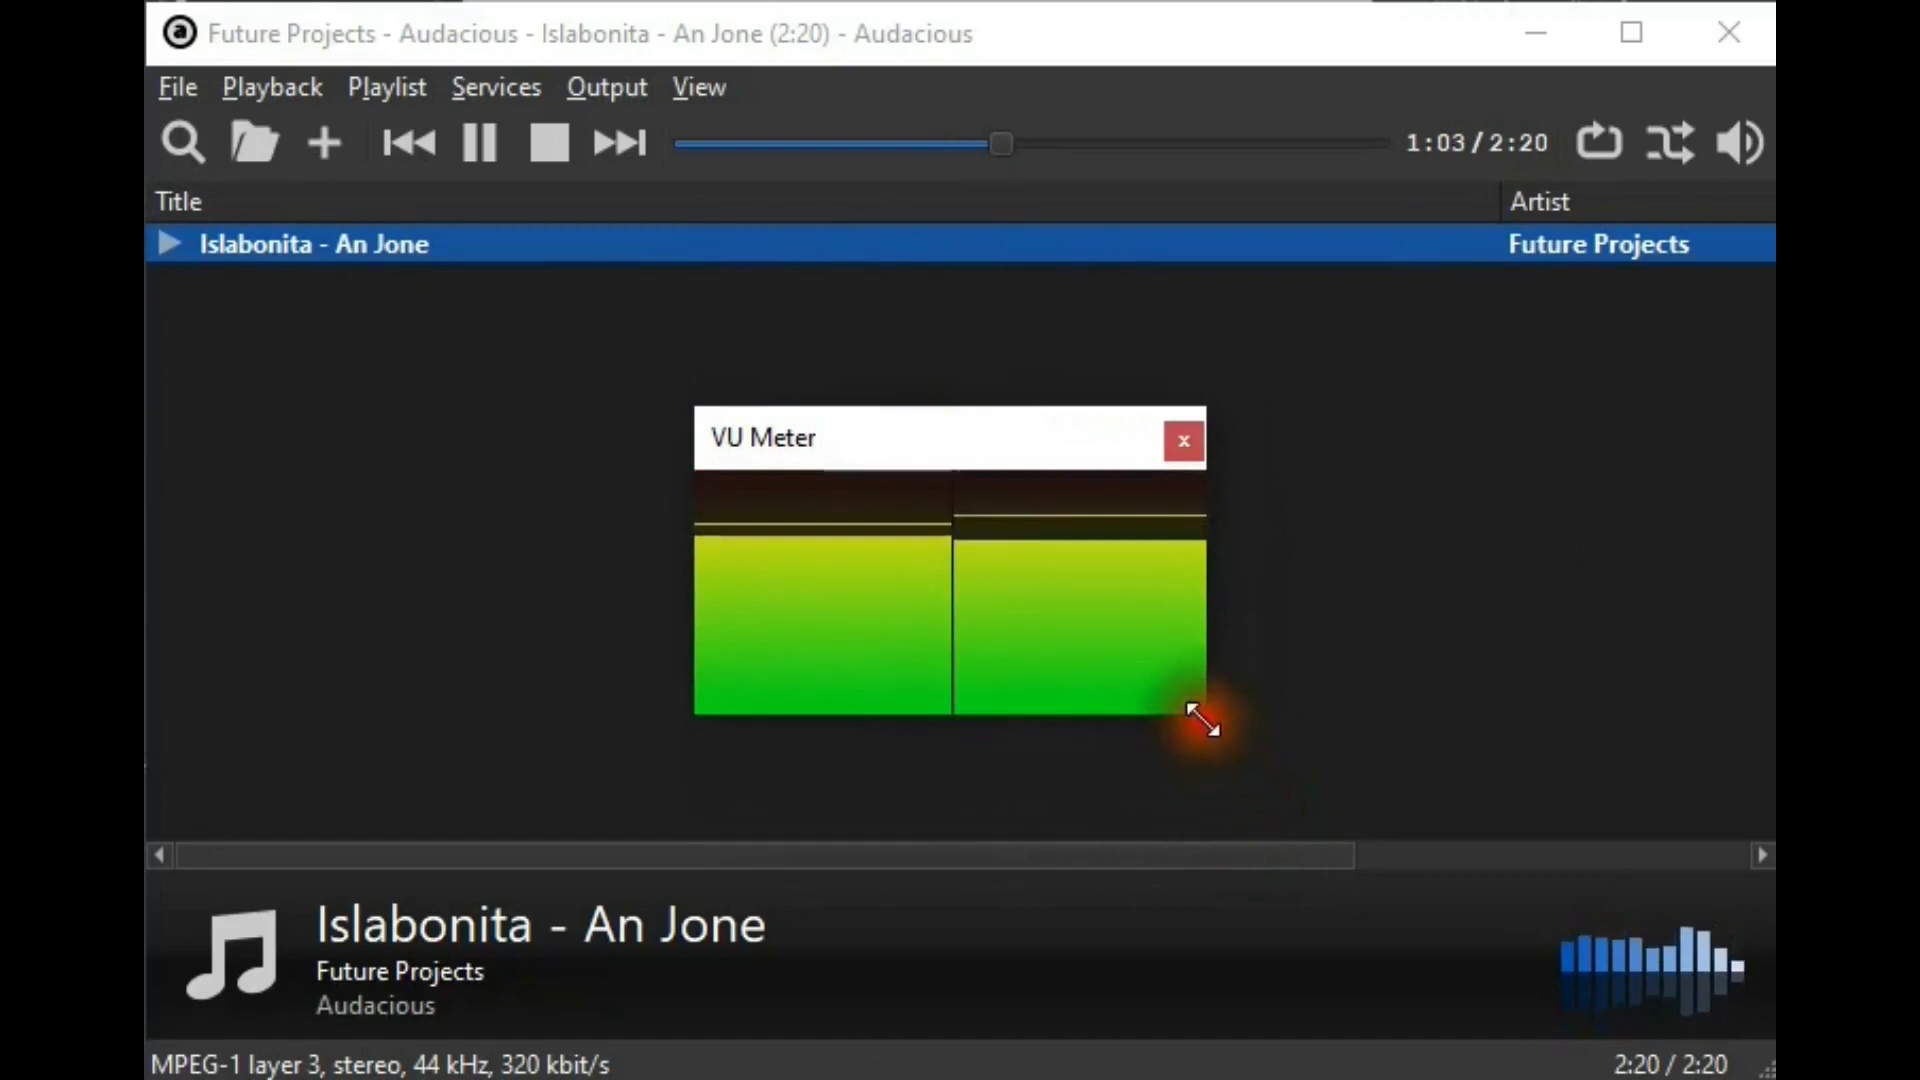 Future Projects - Audacious - Islabonita - An Jone (2:20) - Audacious
File Playback Playlist Services Output View
1:03 / 2:20
Title Artist
Islabonita - An Jone Future Projects
VU Meter
Islabonita - An Jone
Future Projects
Audacious
MPEG-1 layer 3, stereo, 44 kHz, 320 kbit/s 2:20 / 2:20